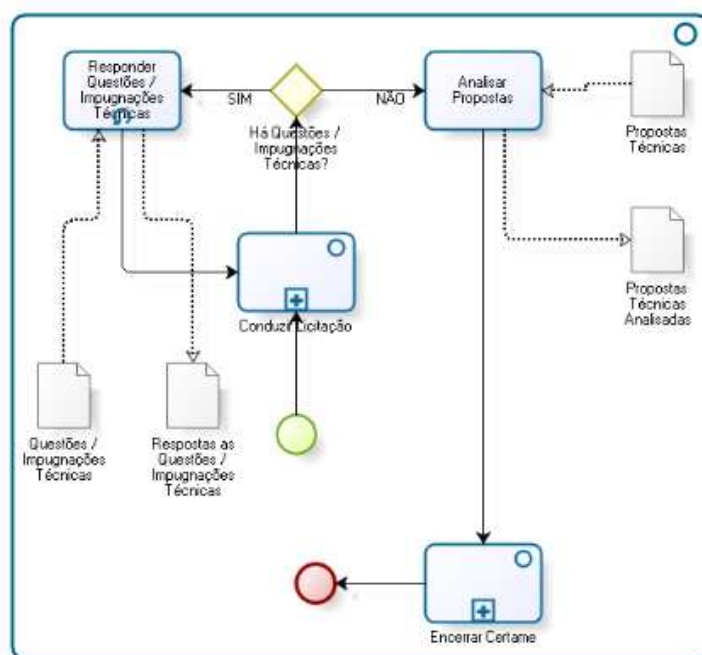 Responder
Questões /
Impugnações
Técnicas
SIM
NÃO
Analisar
Propostas
Propostas
Técnicas
Há Questões /
Impugnações
Técnicas?
Propostas
Técnicas
Analisadas
Conduzir Licitação
Questões /
Impugnações
Técnicas
Respostas as
Questões /
Impugnações
Técnicas
Encerrar Certame